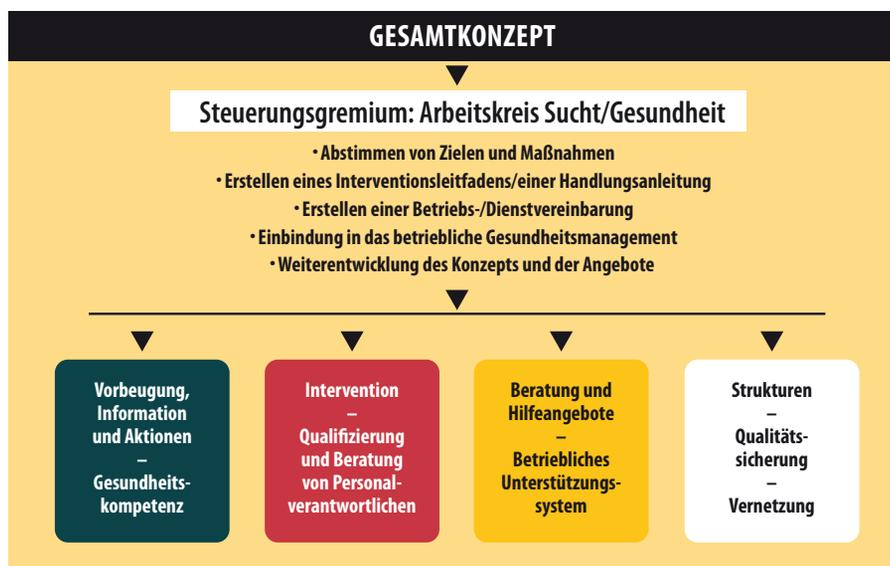 GESAMTKONZEPT
Steuerungsgremium: Arbeitskreis Sucht/Gesundheit
• Abstimmen von Zielen und Maßnahmen
• Erstellen eines Interventionsleitfadens/einer Handlungsanleitung
• Erstellen einer Betriebs-/Dienstvereinbarung
• Einbindung in das betriebliche Gesundheitsmanagement
• Weiterentwicklung des Konzepts und der Angebote
Vorbeugung,
Information
und Aktionen
–
Gesundheits-
kompetenz
Intervention
–
Qualifizierung
und Beratung
von Personal-
verantwortlichen
Beratung und
Hilfeangebote
–
Betriebliches
Unterstützungs-
system
Strukturen
–
Qualitäts-
sicherung
–
Vernetzung